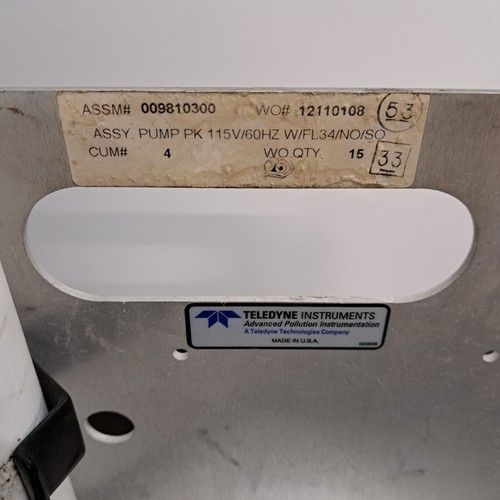 ASSM# 009810300 WO# 12110108 53
ASSY, PUMP PK 115V/60HZ W/FL34/NO/SO
CUM# 4 WO.QTY. 15 33
TELEDYNE INSTRUMENTS
Advanced Pollution Instrumentation
A Teledyne Technologies Company
MADE IN U.S.A.